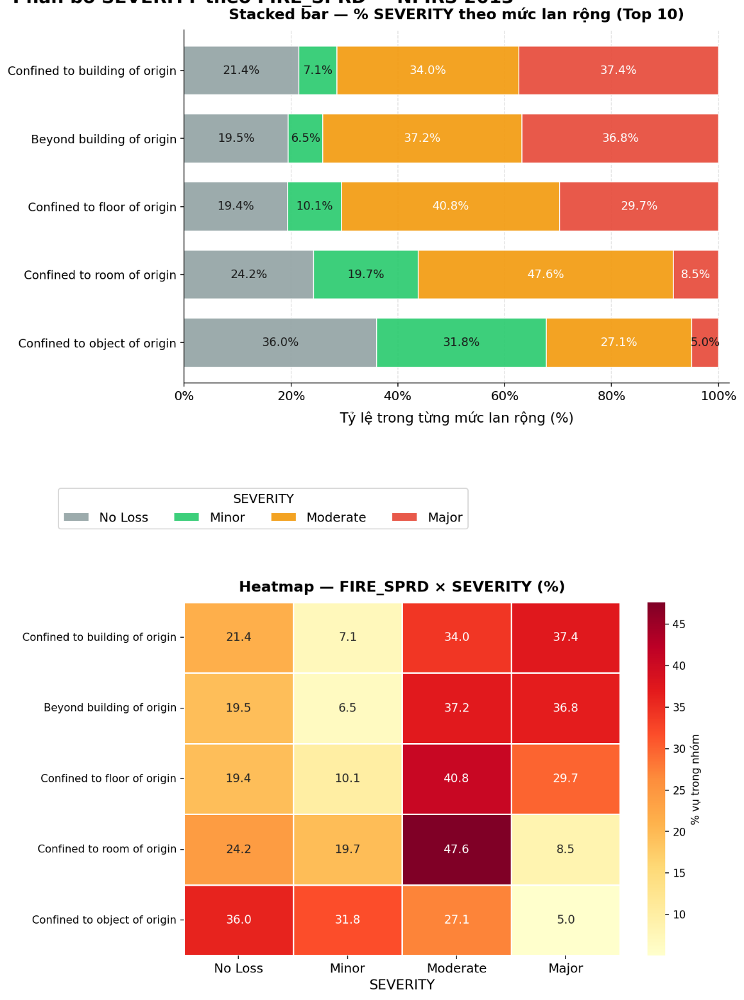 Phân bố SEVERITY theo FIRE_SPRD — NFIRS 2015
Stacked bar — % SEVERITY theo mức lan rộng (Top 10)
Confined to building of origin 21.4% 7.1% 34.0% 37.4%
Beyond building of origin 19.5% 6.5% 37.2% 36.8%
Confined to floor of origin 19.4% 10.1% 40.8% 29.7%
Confined to room of origin 24.2% 19.7% 47.6% 8.5%
Confined to object of origin 36.0% 31.8% 27.1% 5.0%
0% 20% 40% 60% 80% 100%
Tỷ lệ trong từng mức lan rộng (%)
SEVERITY
No Loss Minor Moderate Major
Heatmap — FIRE_SPRD × SEVERITY (%)
Confined to building of origin 21.4 7.1 34.0 37.4
Beyond building of origin 19.5 6.5 37.2 36.8
Confined to floor of origin 19.4 10.1 40.8 29.7
Confined to room of origin 24.2 19.7 47.6 8.5
Confined to object of origin 36.0 31.8 27.1 5.0
No Loss Minor Moderate Major
SEVERITY
45
40
35
30
25
20
15
10
% vụ trong nhóm